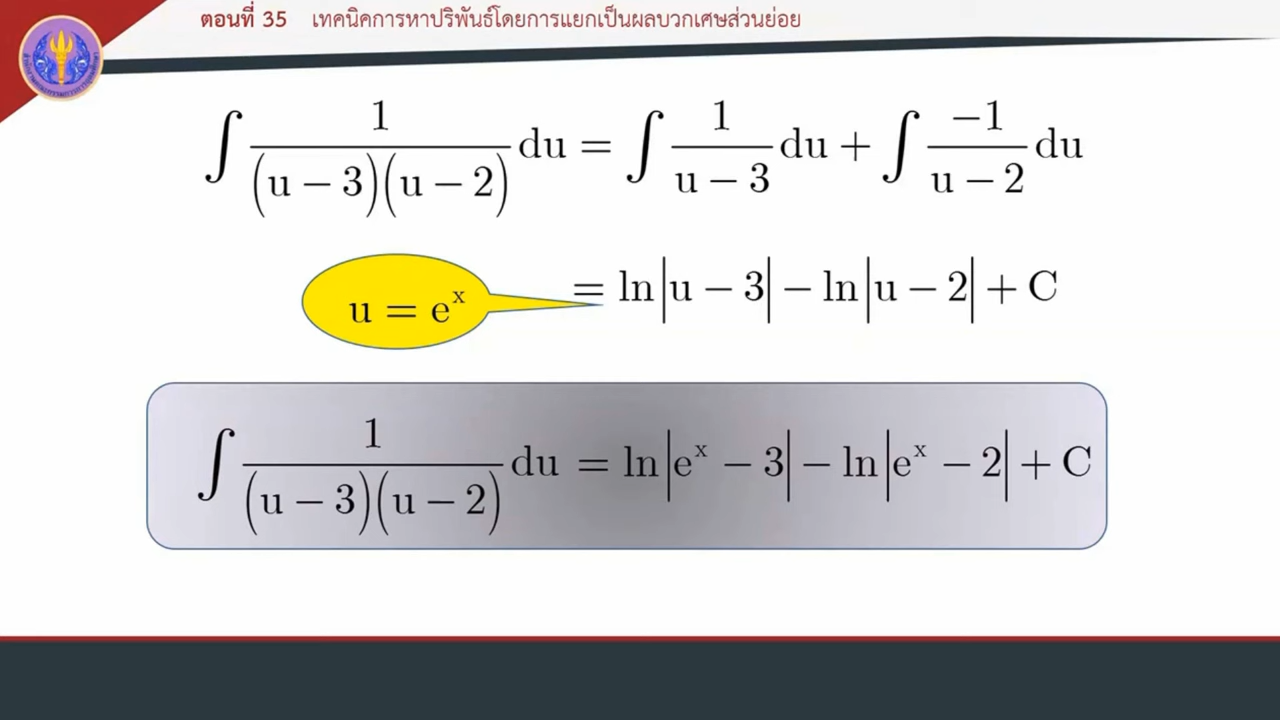 ตอนที่ 35 เทคนิคการหาปริพันธ์โดยการแยกเป็นผลบวกเศษส่วนย่อย
∫ 1/((u − 3)(u − 2)) du = ∫ 1/(u − 3) du + ∫ −1/(u − 2) du
u = eˣ
= ln|u − 3| − ln|u − 2| + C
∫ 1/((u − 3)(u − 2)) du = ln|eˣ − 3| − ln|eˣ − 2| + C